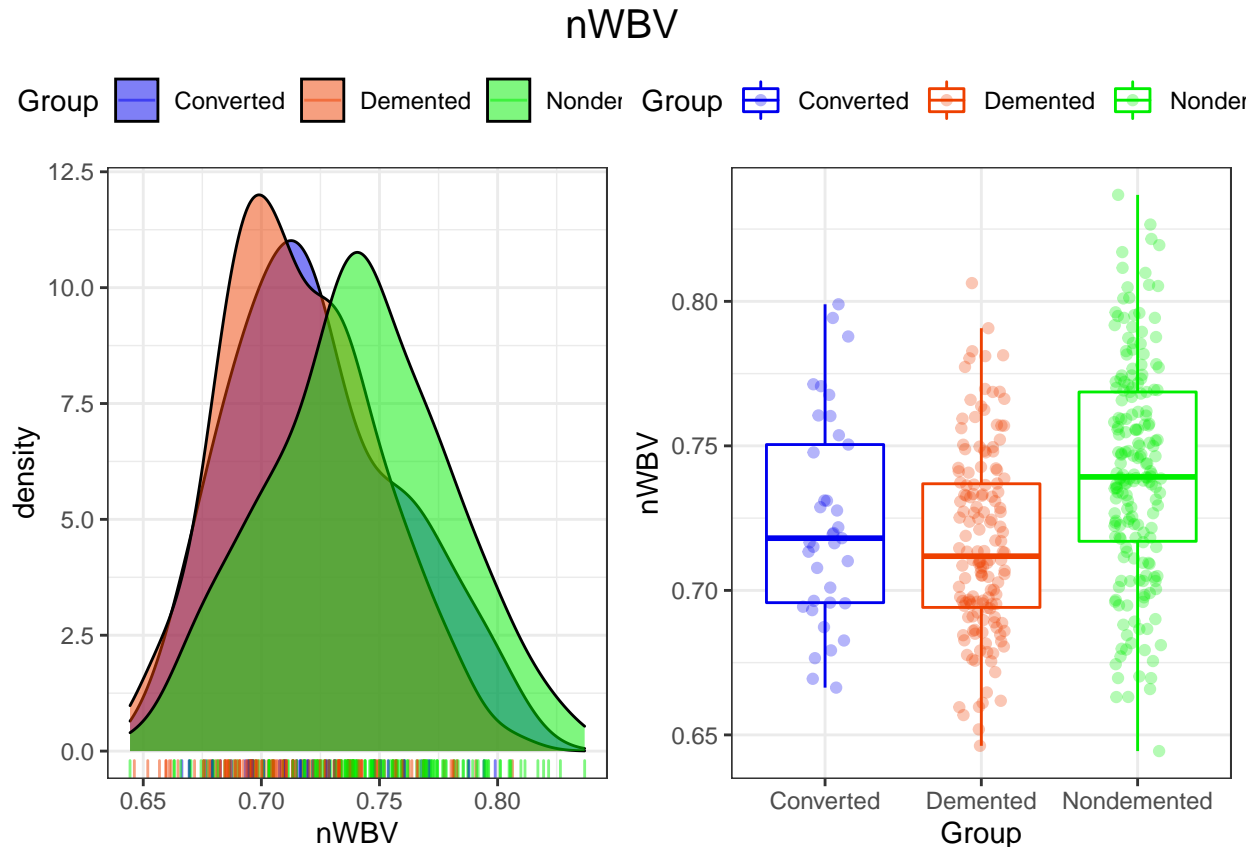 nWBV
Group Converted Demented Nonder
Group Converted Demented Nonder
12.5
10.0
7.5
5.0
2.5
0.0
density
0.65 0.70 0.75 0.80
nWBV
0.80
0.75
0.70
0.65
nWBV
Converted Demented Nondemented
Group